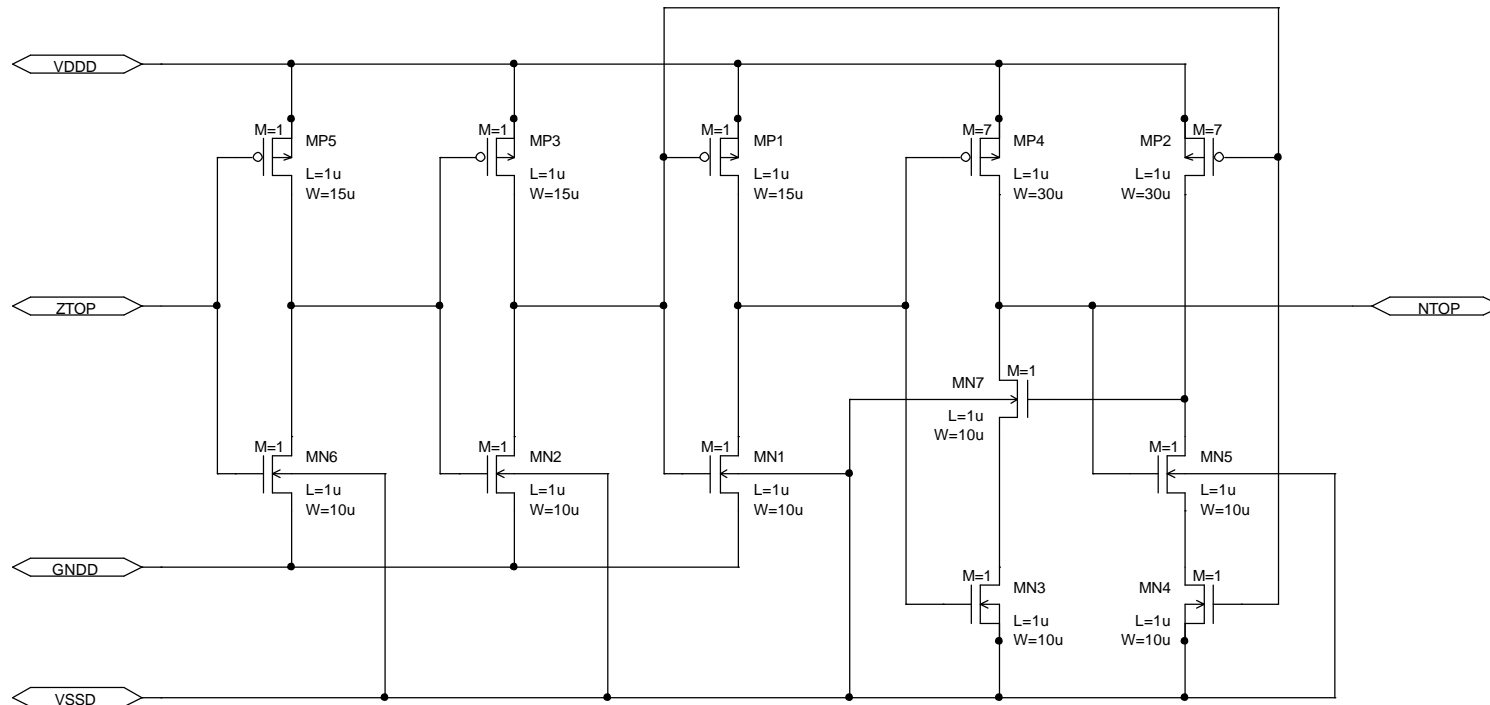 VDDD
M=1
MP5
L=1u
W=15u
M=1
MP3
L=1u
W=15u
M=1
MP1
L=1u
W=15u
M=7
MP4
L=1u
W=30u
MP2
M=7
L=1u
W=30u
ZTOP
NTOP
MN7
M=1
L=1u
W=10u
M=1
MN6
L=1u
W=10u
M=1
MN2
L=1u
W=10u
M=1
MN1
L=1u
W=10u
M=1
MN5
L=1u
W=10u
GNDD
M=1
MN3
L=1u
W=10u
MN4
M=1
L=1u
W=10u
VSSD